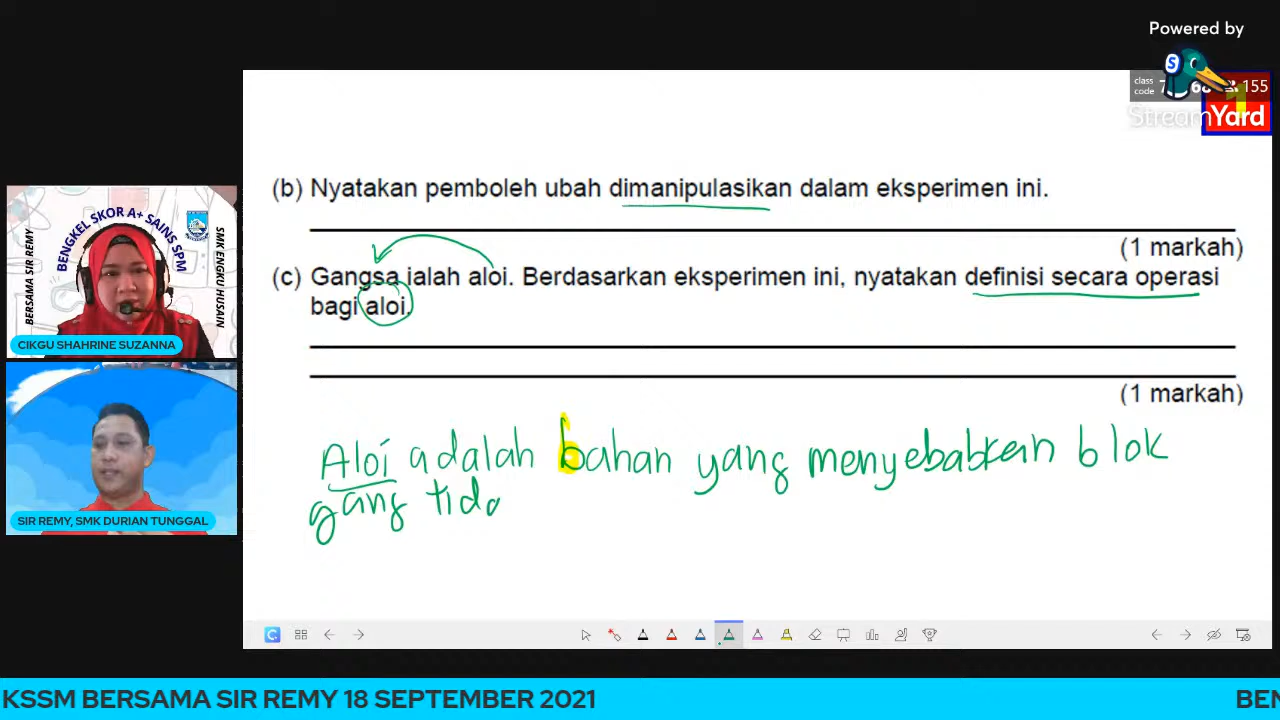 Powered by
class code
155
StreamYard
(b) Nyatakan pemboleh ubah dimanipulasikan dalam eksperimen ini.
(1 markah)
(c) Gangsa ialah aloi. Berdasarkan eksperimen ini, nyatakan definisi secara operasi
bagi aloi.
(1 markah)
Aloi adalah bahan yang menyebabkan blok
yang tida
BENGKEL SKOR A+ SAINS SPM
BERSAMA SIR REMY
SMK ENGKU HUSAIN
CIKGU SHAHRINE SUZANNA
SIR REMY, SMK DURIAN TUNGGAL
KSSM BERSAMA SIR REMY 18 SEPTEMBER 2021
BEN